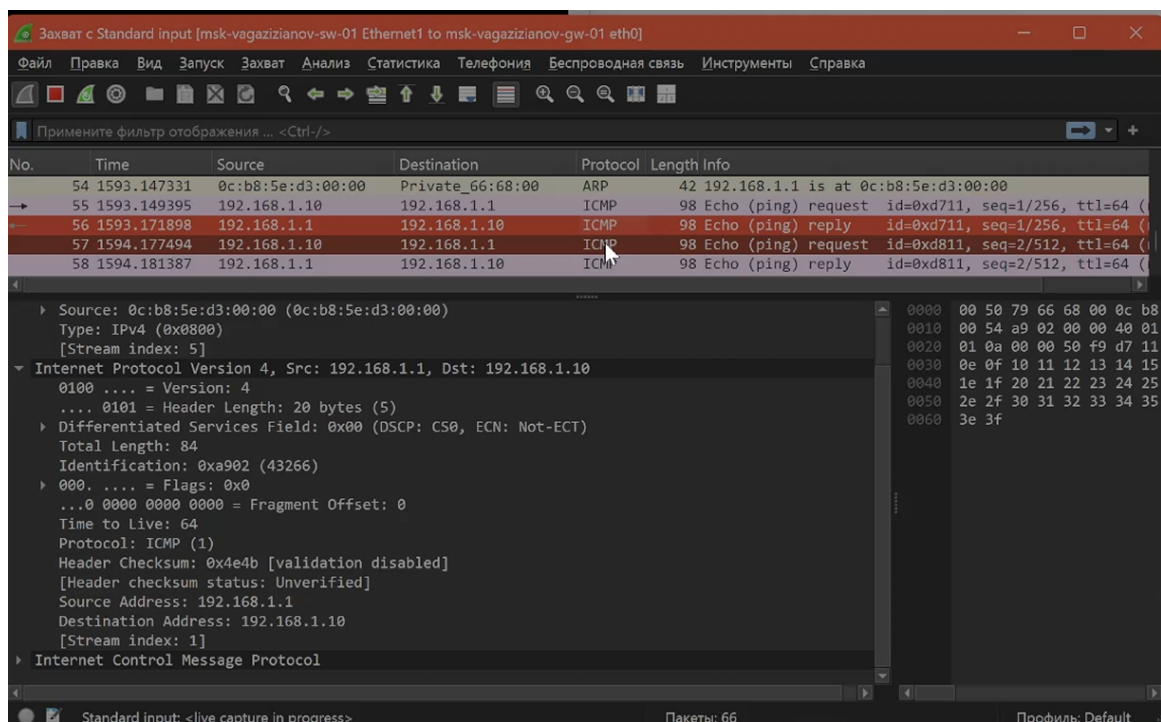 Захват с Standard input [msk-vagazizianov-sw-01 Ethernet1 to msk-vagazizianov-gw-01 eth0]
Файл Правка Вид Запуск Захват Анализ Статистика Телефония Беспроводная связь Инструменты Справка
Примените фильтр отображения ... <Ctrl-/>
No. Time Source Destination Protocol Length Info
54 1593.147331 0c:b8:5e:d3:00:00 Private_66:68:00 ARP 42 192.168.1.1 is at 0c:b8:5e:d3:00:00
55 1593.149395 192.168.1.10 192.168.1.1 ICMP 98 Echo (ping) request id=0xd711, seq=1/256, ttl=64 (
56 1593.171898 192.168.1.1 192.168.1.10 ICMP 98 Echo (ping) reply id=0xd711, seq=1/256, ttl=64 (
57 1594.177494 192.168.1.10 192.168.1.1 ICMP 98 Echo (ping) request id=0xd811, seq=2/512, ttl=64 (
58 1594.181387 192.168.1.1 192.168.1.10 ICMP 98 Echo (ping) reply id=0xd811, seq=2/512, ttl=64 (
Source: 0c:b8:5e:d3:00:00 (0c:b8:5e:d3:00:00)
Type: IPv4 (0x0800)
[Stream index: 5]
Internet Protocol Version 4, Src: 192.168.1.1, Dst: 192.168.1.10
0100 .... = Version: 4
.... 0101 = Header Length: 20 bytes (5)
Differentiated Services Field: 0x00 (DSCP: CS0, ECN: Not-ECT)
Total Length: 84
Identification: 0xa902 (43266)
000. .... = Flags: 0x0
...0 0000 0000 0000 = Fragment Offset: 0
Time to Live: 64
Protocol: ICMP (1)
Header Checksum: 0x4e4b [validation disabled]
[Header checksum status: Unverified]
Source Address: 192.168.1.1
Destination Address: 192.168.1.10
[Stream index: 1]
Internet Control Message Protocol
0000 00 50 79 66 68 00 0c b8
0010 00 54 a9 02 00 00 40 01
0020 01 0a 00 00 50 f9 d7 11
0030 0e 0f 10 11 12 13 14 15
0040 1e 1f 20 21 22 23 24 25
0050 2e 2f 30 31 32 33 34 35
0060 3e 3f
Standard input: <live capture in progress> Пакеты: 66 Профиль: Default